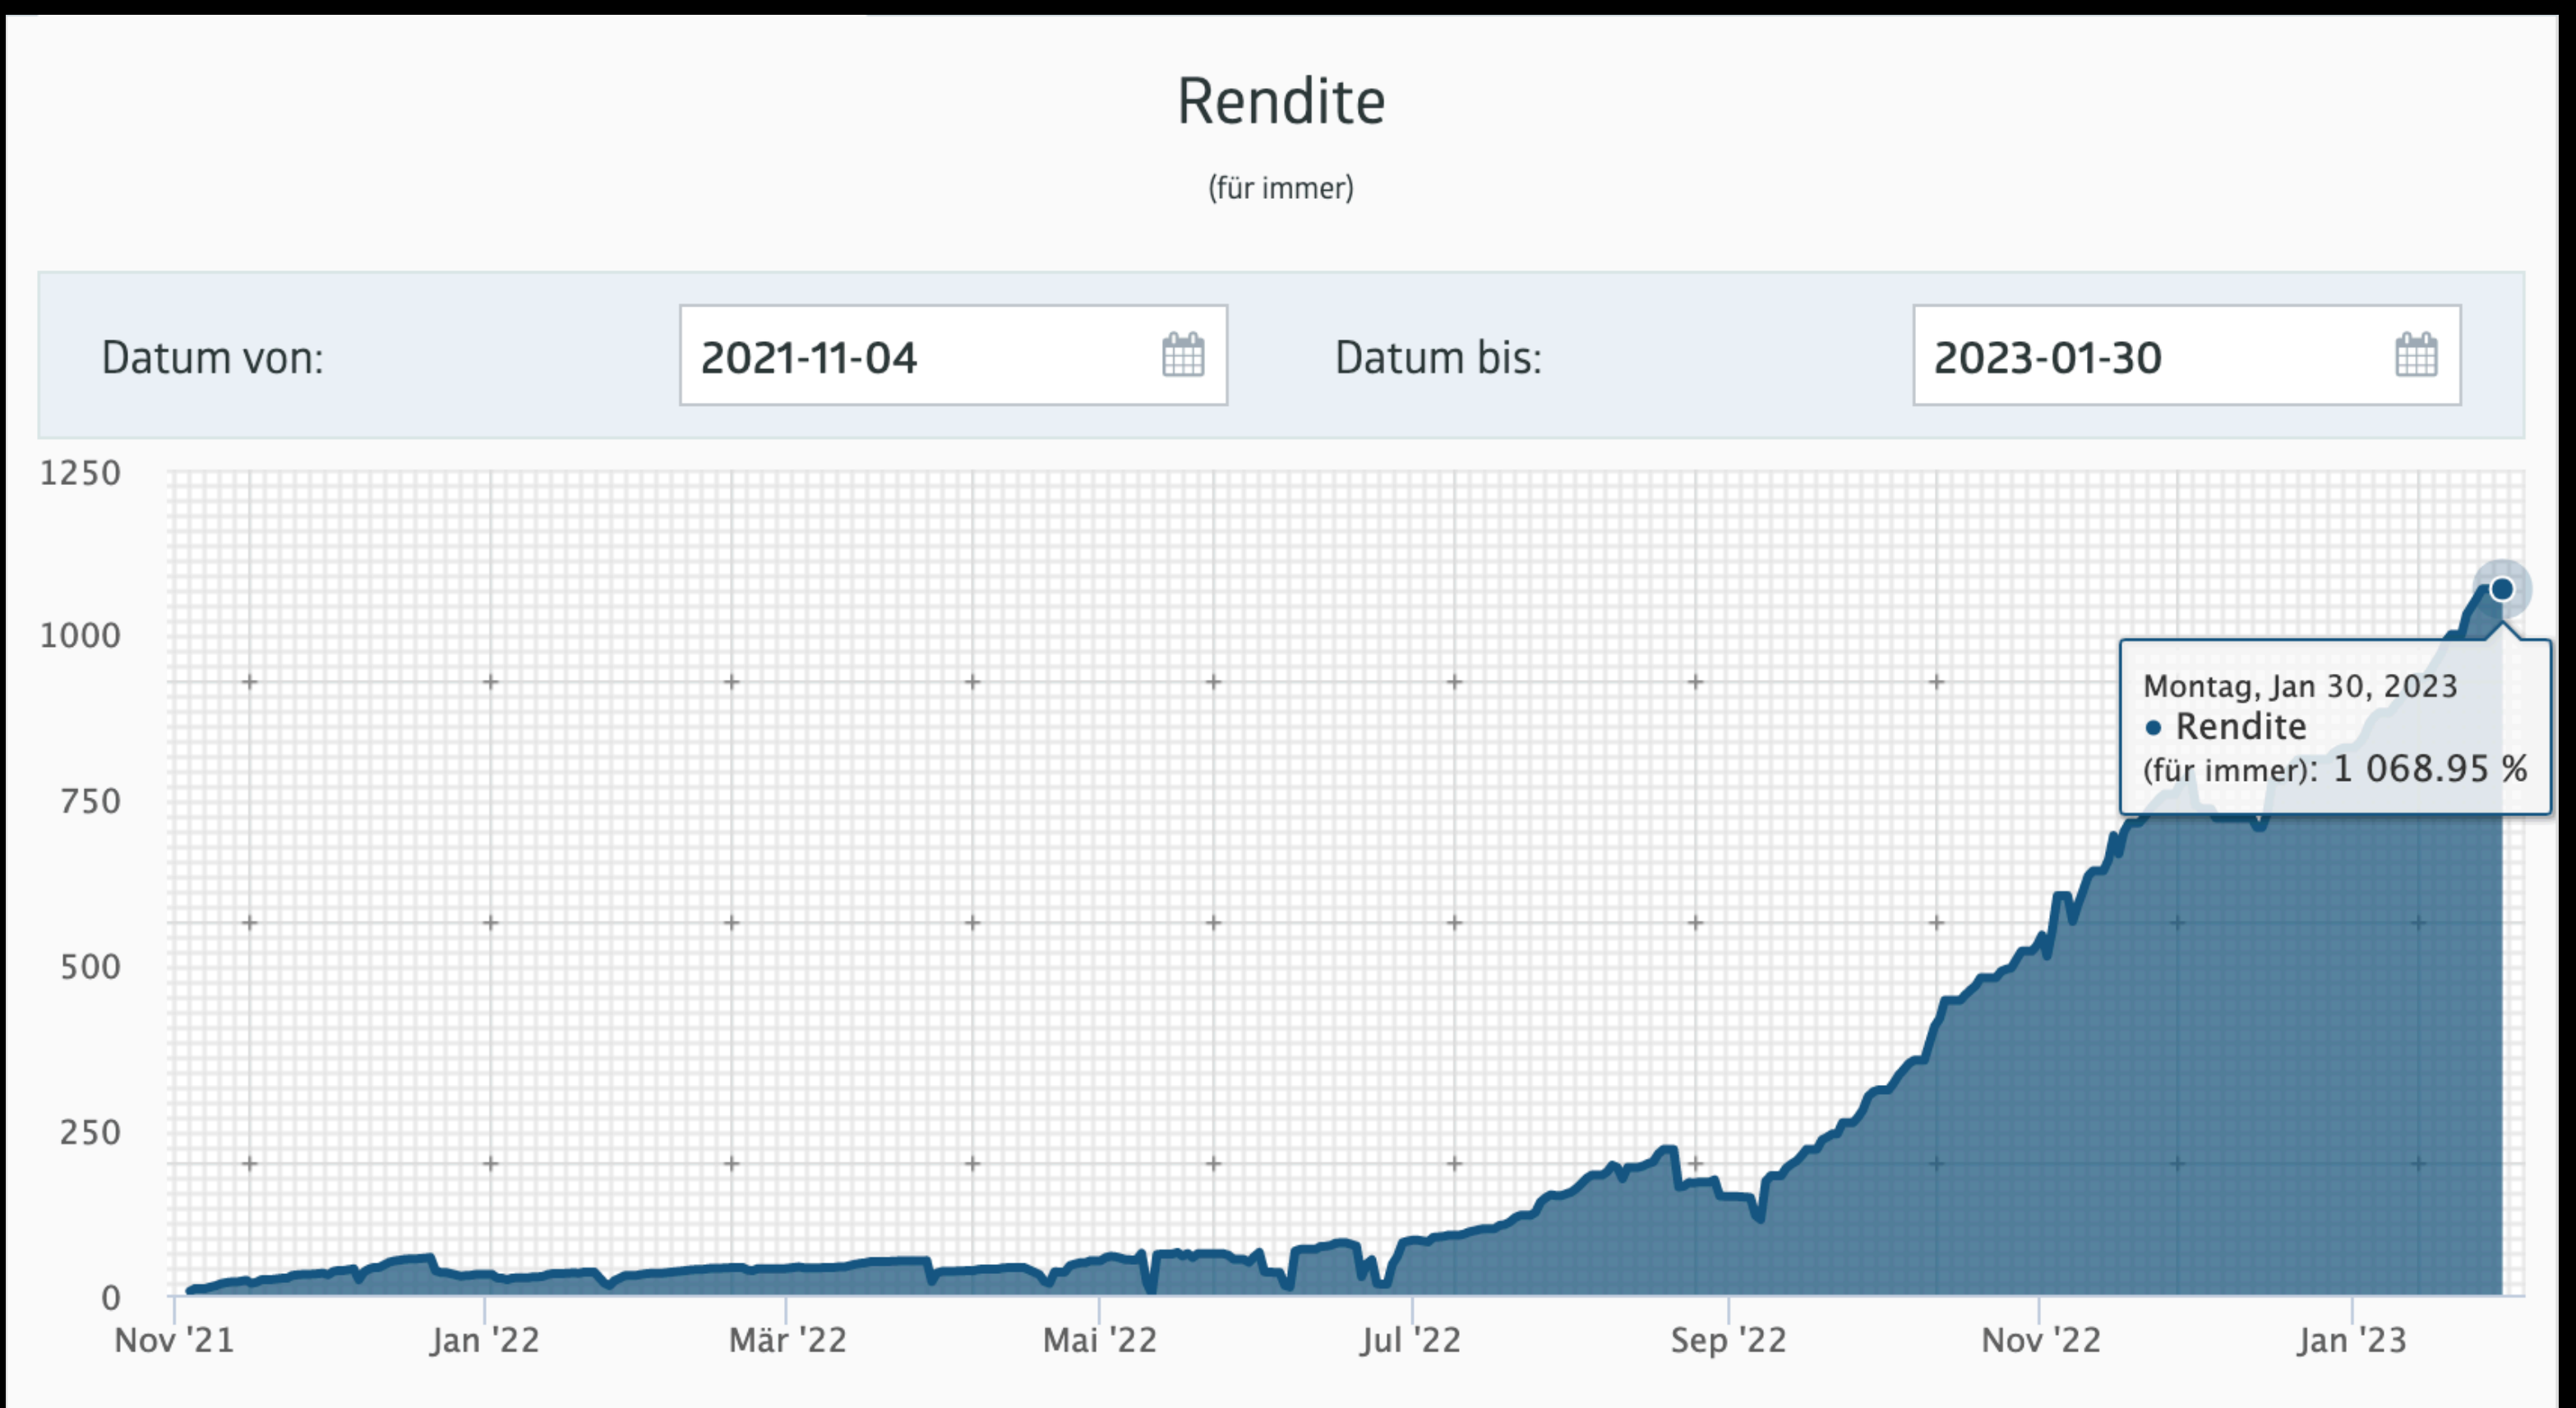 Rendite
(für immer)
Datum von: 2021-11-04 Datum bis: 2023-01-30
1250
1000
750
500
250
0
Montag, Jan 30, 2023
● Rendite
(für immer): 1 068.95 %
Nov '21 Jan '22 Mär '22 Mai '22 Jul '22 Sep '22 Nov '22 Jan '23